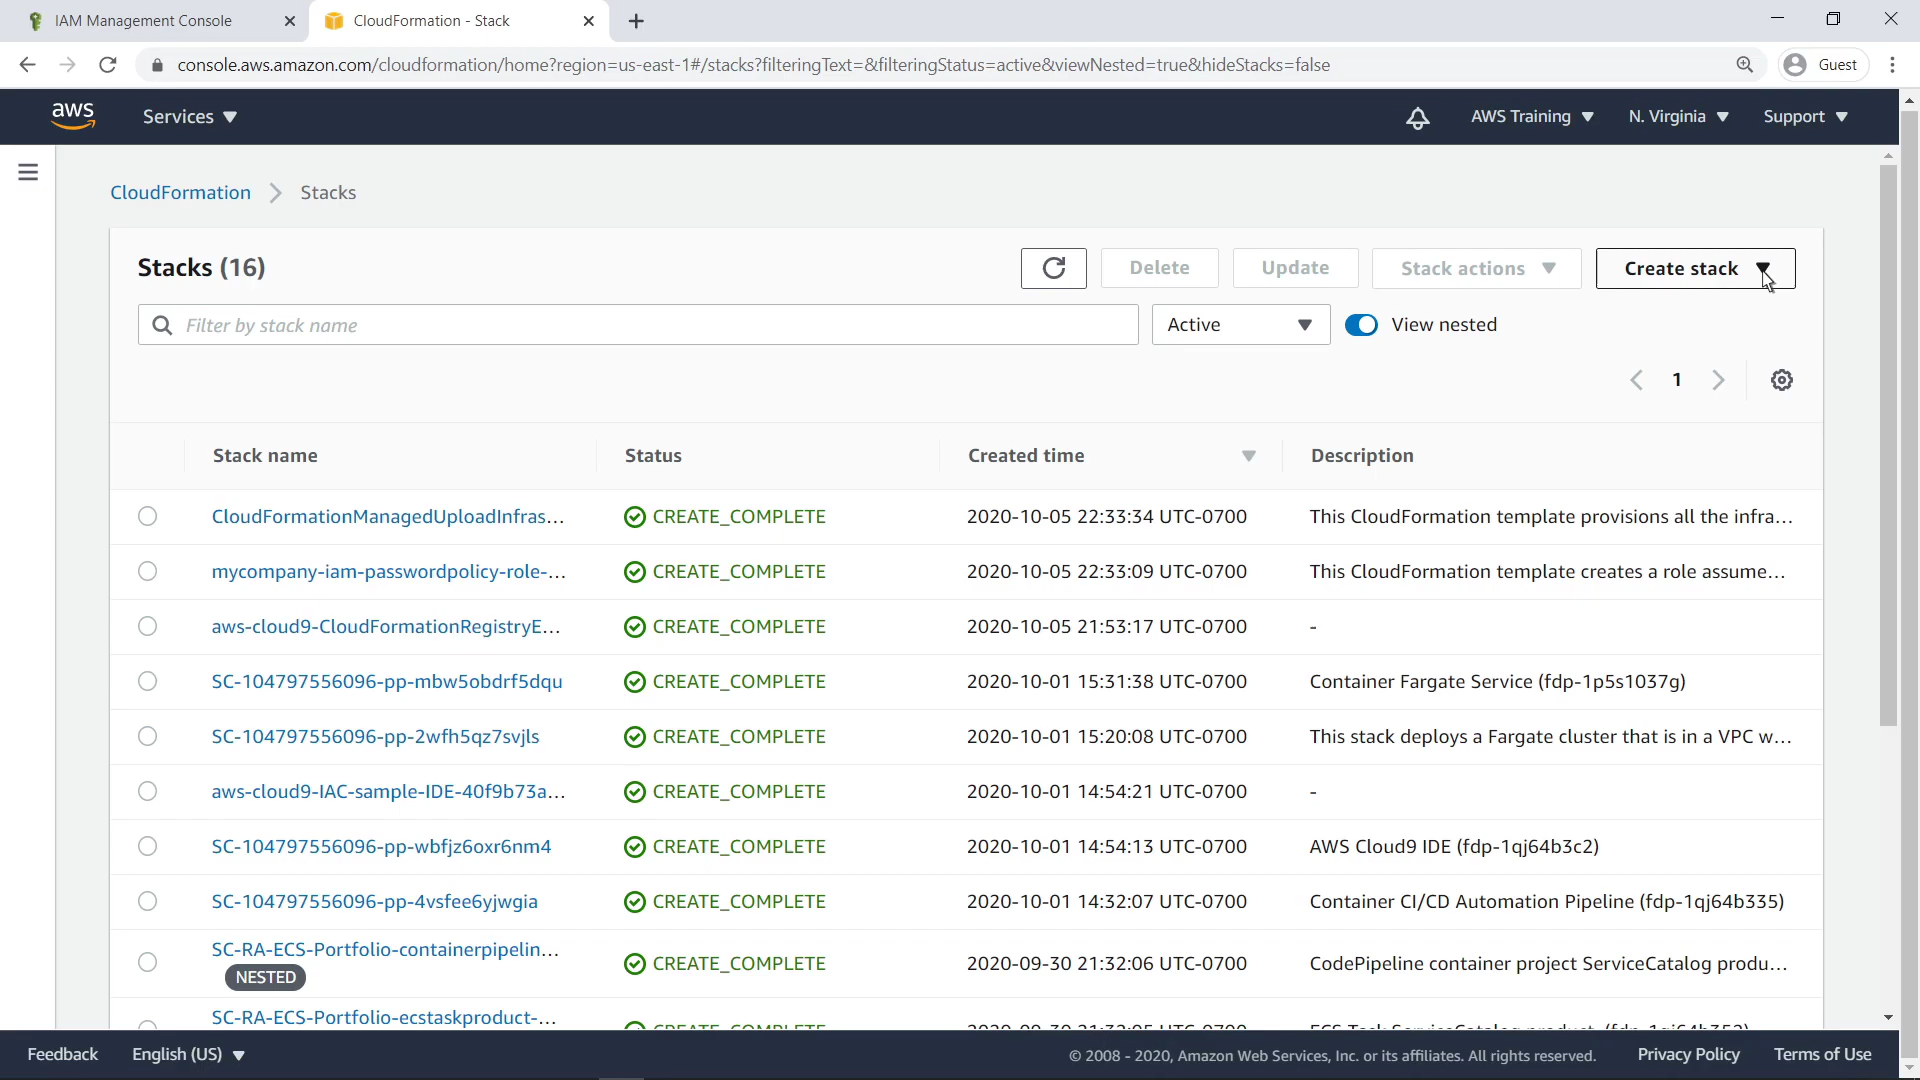 IAM Management Console
CloudFormation - Stack
console.aws.amazon.com/cloudformation/home?region=us-east-1#/stacks?filteringText=&filteringStatus=active&viewNested=true&hideStacks=false
Guest
aws
Services
AWS Training
N. Virginia
Support
CloudFormation
Stacks
Stacks (16)
Delete
Update
Stack actions
Create stack
Filter by stack name
Active
View nested
1
Stack name Status Created time Description
CloudFormationManagedUploadInfras... CREATE_COMPLETE 2020-10-05 22:33:34 UTC-0700 This CloudFormation template provisions all the infra...
mycompany-iam-passwordpolicy-role-... CREATE_COMPLETE 2020-10-05 22:33:09 UTC-0700 This CloudFormation template creates a role assume...
aws-cloud9-CloudFormationRegistryE... CREATE_COMPLETE 2020-10-05 21:53:17 UTC-0700 -
SC-104797556096-pp-mbw5obdrf5dqu CREATE_COMPLETE 2020-10-01 15:31:38 UTC-0700 Container Fargate Service (fdp-1p5s1037g)
SC-104797556096-pp-2wfh5qz7svjls CREATE_COMPLETE 2020-10-01 15:20:08 UTC-0700 This stack deploys a Fargate cluster that is in a VPC w...
aws-cloud9-IAC-sample-IDE-40f9b73a... CREATE_COMPLETE 2020-10-01 14:54:21 UTC-0700 -
SC-104797556096-pp-wbfjz6oxr6nm4 CREATE_COMPLETE 2020-10-01 14:54:13 UTC-0700 AWS Cloud9 IDE (fdp-1qj64b3c2)
SC-104797556096-pp-4vsfee6yjwgia CREATE_COMPLETE 2020-10-01 14:32:07 UTC-0700 Container CI/CD Automation Pipeline (fdp-1qj64b335)
SC-RA-ECS-Portfolio-containerpipelin... CREATE_COMPLETE 2020-09-30 21:32:06 UTC-0700 CodePipeline container project ServiceCatalog produ...
NESTED
SC-RA-ECS-Portfolio-ecstaskproduct-...
Feedback
English (US)
© 2008 - 2020, Amazon Web Services, Inc. or its affiliates. All rights reserved.
Privacy Policy
Terms of Use